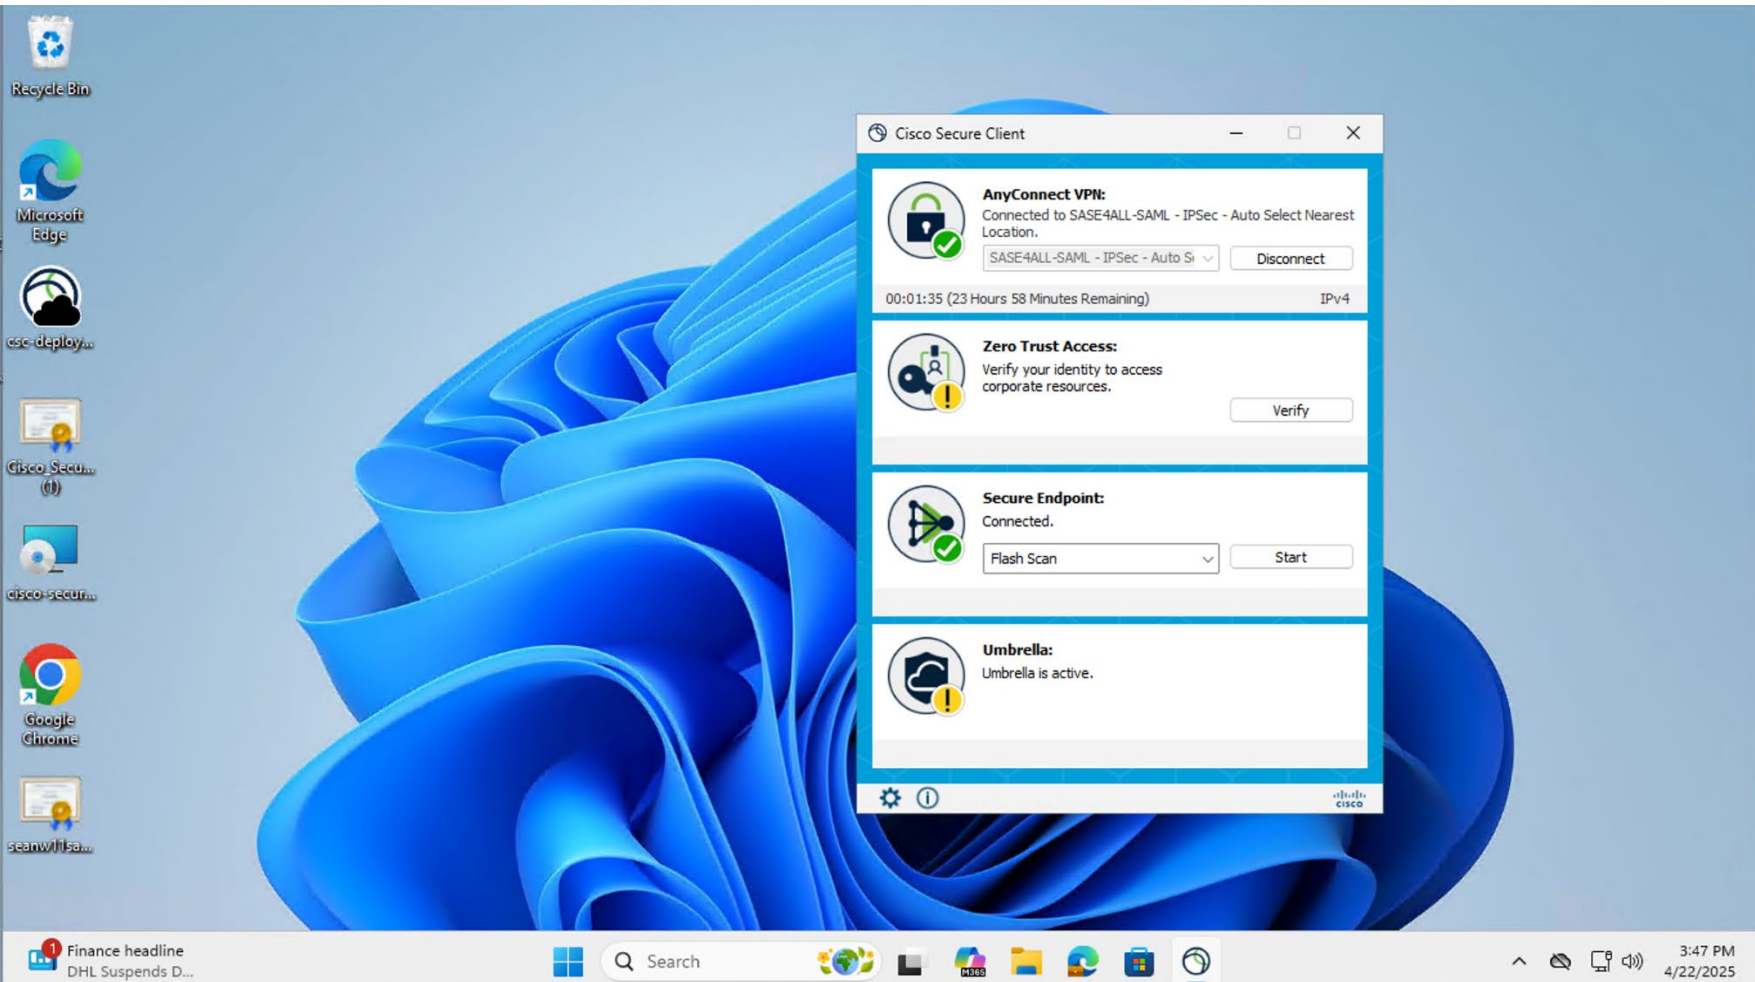 Recycle Bin
Microsoft
Edge
csc-deploy...
Cisco_Secu...
(1)
cisco-secur...
Google
Chrome
seanw11sa...
Cisco Secure Client
AnyConnect VPN:
Connected to SASE4ALL-SAML - IPSec - Auto Select Nearest
Location.
SASE4ALL-SAML - IPSec - Auto S
Disconnect
00:01:35 (23 Hours 58 Minutes Remaining)
IPv4
Zero Trust Access:
Verify your identity to access
corporate resources.
Verify
Secure Endpoint:
Connected.
Flash Scan
Start
Umbrella:
Umbrella is active.
CISCO
1
Finance headline
DHL Suspends D...
Search
M365
3:47 PM
4/22/2025